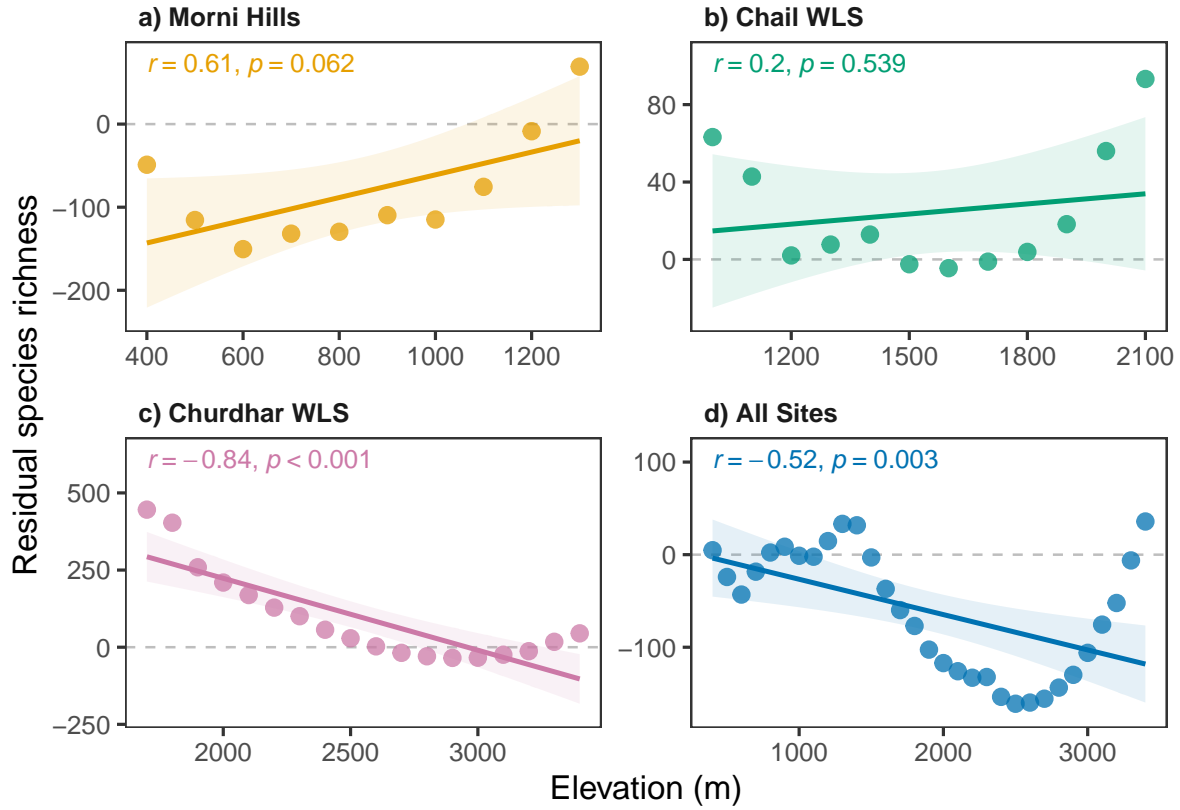 a) Morni Hills
r = 0.61, p = 0.062
0
−100
−200
400 600 800 1000 1200
b) Chail WLS
r = 0.2, p = 0.539
80
40
0
1200 1500 1800 2100
c) Churdhar WLS
r = −0.84, p < 0.001
500
250
0
−250
2000 2500 3000
d) All Sites
r = −0.52, p = 0.003
100
0
−100
1000 2000 3000
Residual species richness
Elevation (m)